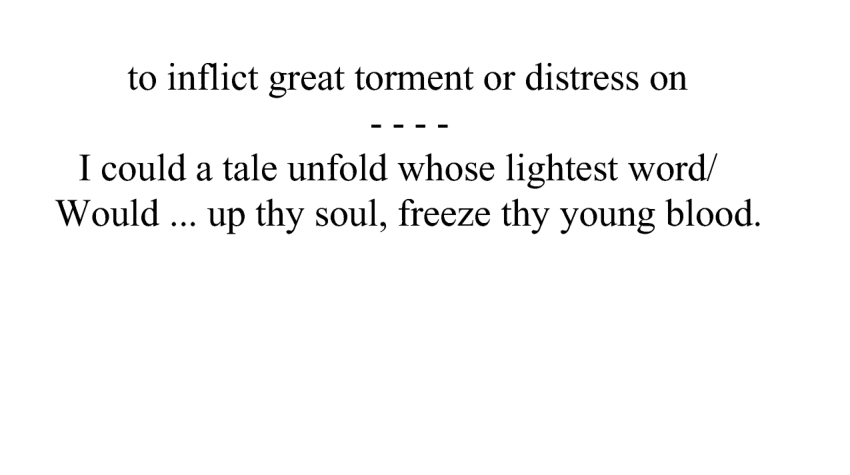 to inflict great torment or distress on
- - - -
I could a tale unfold whose lightest word/
Would ... up thy soul, freeze thy young blood.